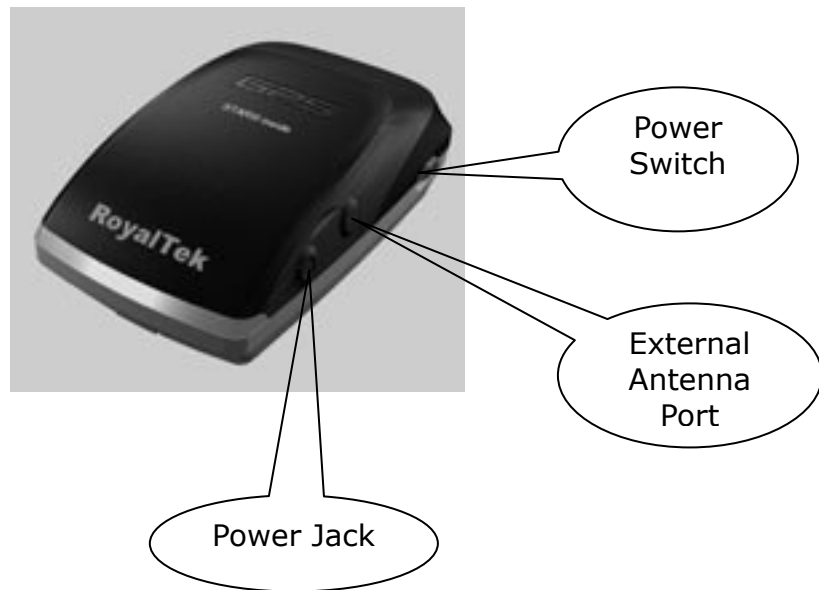 RoyalTek
Power
Switch
External
Antenna
Port
Power Jack